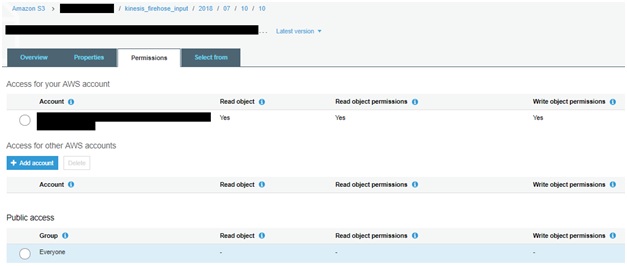 Amazon S3 > / kinesis_firehose_input / 2018 / 07 / 10 / 10
... Latest version
Overview Properties Permissions Select from
Access for your AWS account
Account Read object Read object permissions Write object permissions
Yes Yes Yes
Access for other AWS accounts
+ Add account Delete
Account Read object Read object permissions Write object permissions
Public access
Group Read object Read object permissions Write object permissions
Everyone - - -